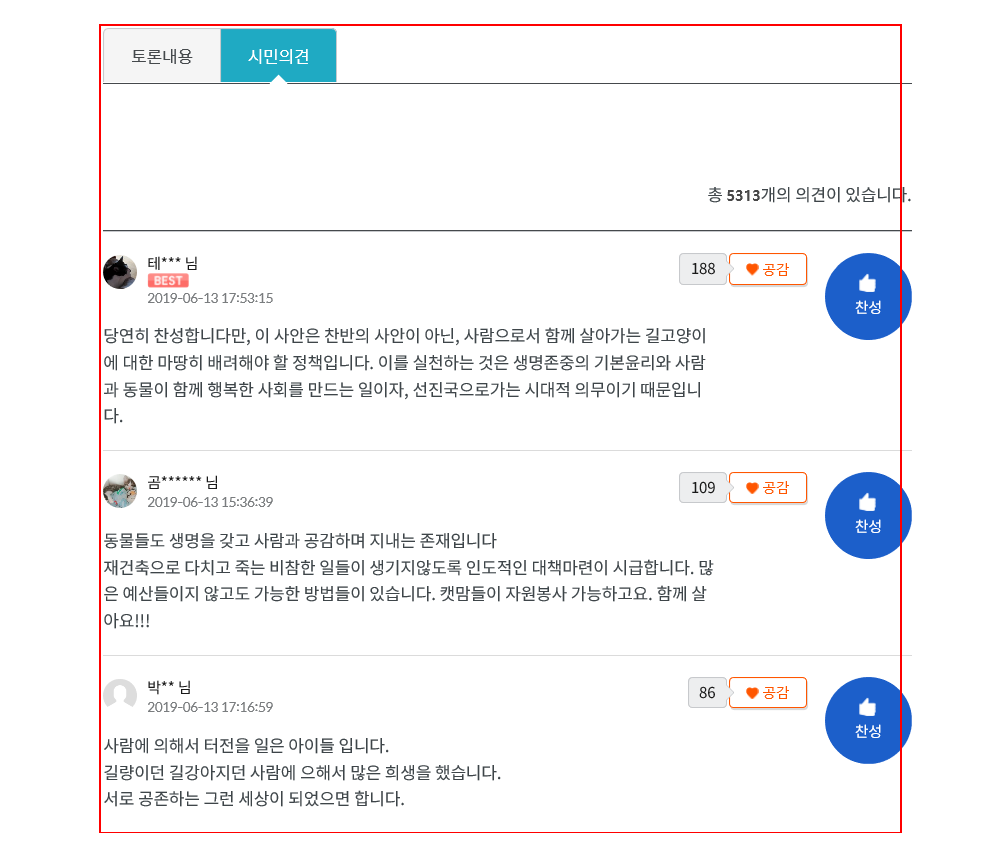 토론내용
시민의견
총 5313개의 의견이 있습니다.
테*** 님
BEST
2019-06-13 17:53:15
188
공감
찬성
당연히 찬성합니다만, 이 사안은 찬반의 사안이 아닌, 사람으로서 함께 살아가는 길고양이
에 대한 마땅히 배려해야 할 정책입니다. 이를 실천하는 것은 생명존중의 기본윤리와 사람
과 동물이 함께 행복한 사회를 만드는 일이자, 선진국으로가는 시대적 의무이기 때문입니
다.
곰****** 님
2019-06-13 15:36:39
109
공감
찬성
동물들도 생명을 갖고 사람과 공감하며 지내는 존재입니다
재건축으로 다치고 죽는 비참한 일들이 생기지않도록 인도적인 대책마련이 시급합니다. 많
은 예산들이지 않고도 가능한 방법들이 있습니다. 캣맘들이 자원봉사 가능하고요. 함께 살
아요!!!
박** 님
2019-06-13 17:16:59
86
공감
찬성
사람에 의해서 터전을 일은 아이들 입니다.
길량이던 길강아지던 사람에 으해서 많은 희생을 했습니다.
서로 공존하는 그런 세상이 되었으면 합니다.